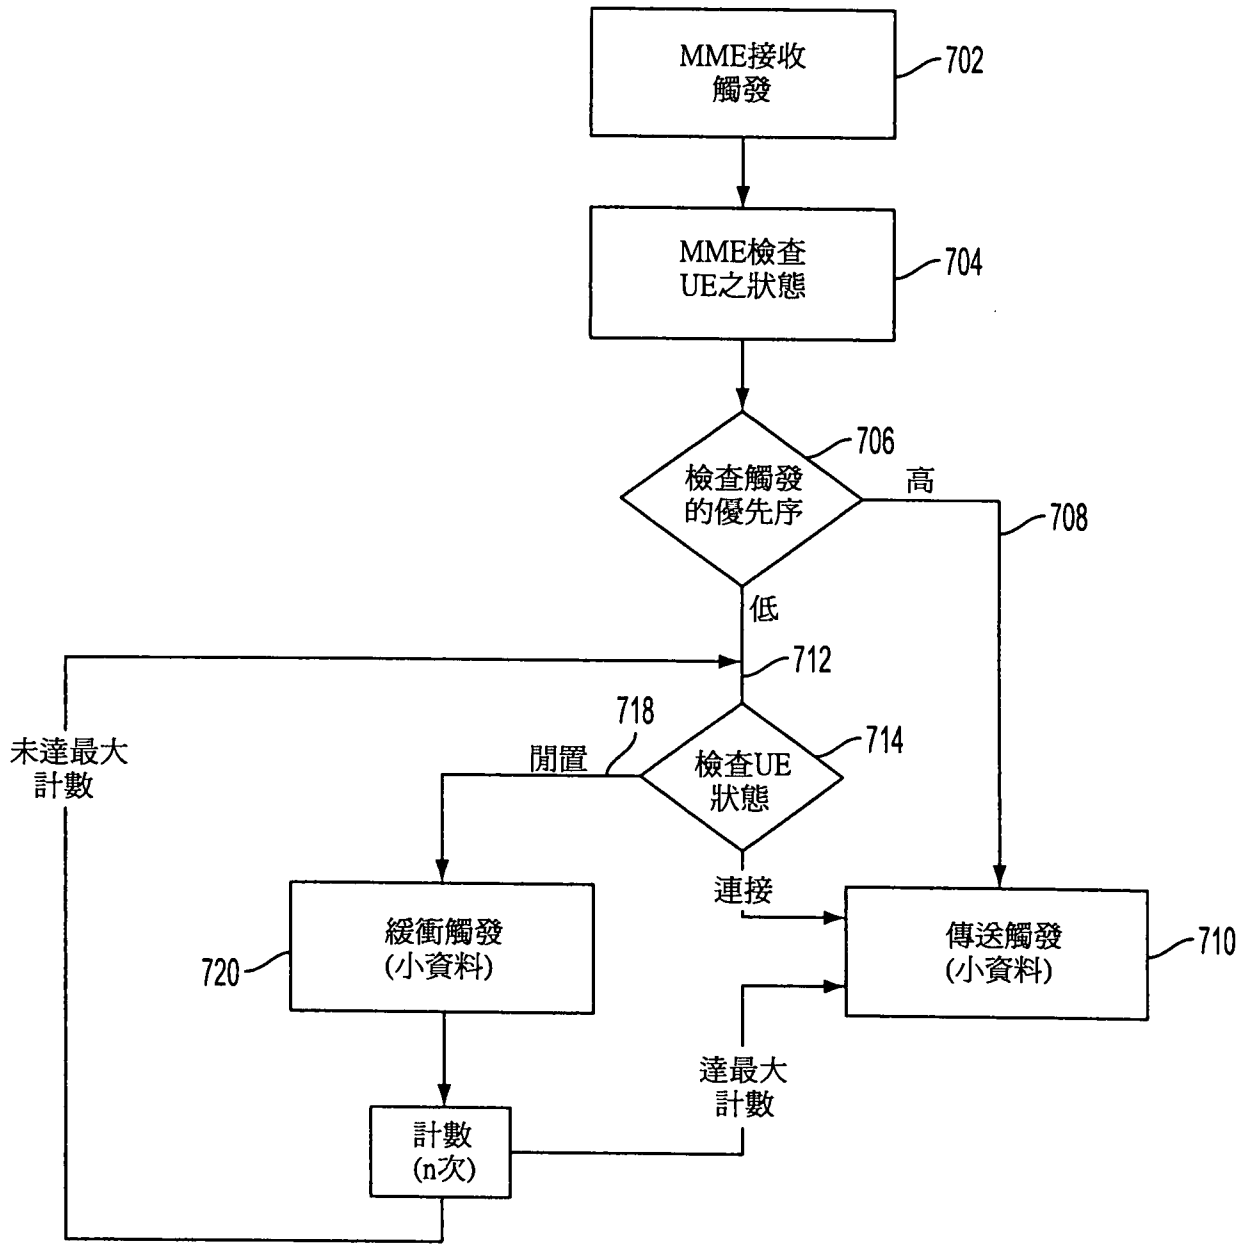 MME接收
觸發
702
MME檢查
UE之狀態
704
706
檢查觸發
的優先序
高
708
低
712
718
714
未達最大
計數
閒置
檢查UE
狀態
連接
緩衝觸發
(小資料)
720
傳送觸發
(小資料)
710
達最大
計數
計數
(n次)